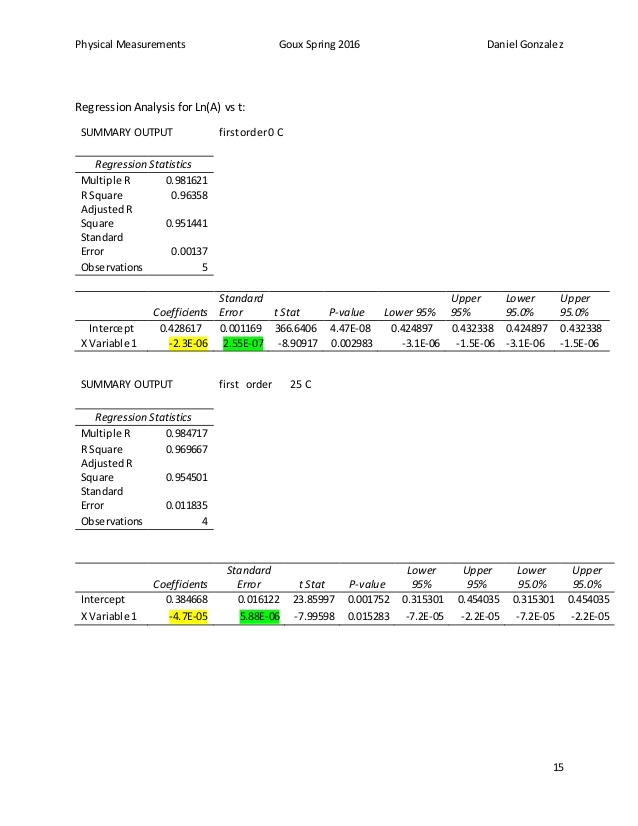 Physical Measurements Goux Spring 2016 Daniel Gonzalez
Regression Analysis for Ln(A) vs t:
SUMMARY OUTPUT first order 0 C
Regression Statistics
Multiple R 0.981621
R Square 0.96358
Adjusted R
Square 0.951441
Standard
Error 0.00137
Observations 5
Standard Upper Lower Upper
Coefficients Error t Stat P-value Lower 95% 95% 95.0% 95.0%
Intercept 0.428617 0.001169 366.6406 4.47E-08 0.424897 0.432338 0.424897 0.432338
X Variable 1 -2.3E-06 2.55E-07 -8.90917 0.002983 -3.1E-06 -1.5E-06 -3.1E-06 -1.5E-06
SUMMARY OUTPUT first order 25 C
Regression Statistics
Multiple R 0.984717
R Square 0.969667
Adjusted R
Square 0.954501
Standard
Error 0.011835
Observations 4
Standard Lower Upper Lower Upper
Coefficients Error t Stat P-value 95% 95% 95.0% 95.0%
Intercept 0.384668 0.016122 23.85997 0.001752 0.315301 0.454035 0.315301 0.454035
X Variable 1 -4.7E-05 5.88E-06 -7.99598 0.015283 -7.2E-05 -2.2E-05 -7.2E-05 -2.2E-05
15